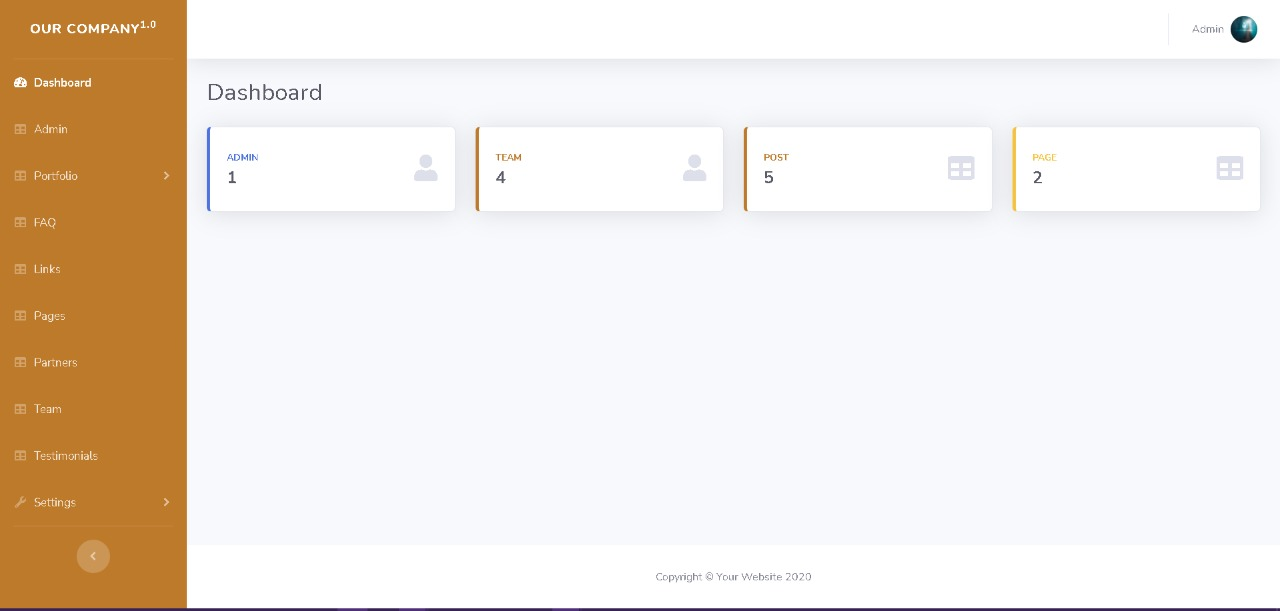 OUR COMPANY1.0
Admin
Dashboard
Admin
Portfolio
FAQ
Links
Pages
Partners
Team
Testimonials
Settings
Dashboard
ADMIN
1
TEAM
4
POST
5
PAGE
2
Copyright © Your Website 2020